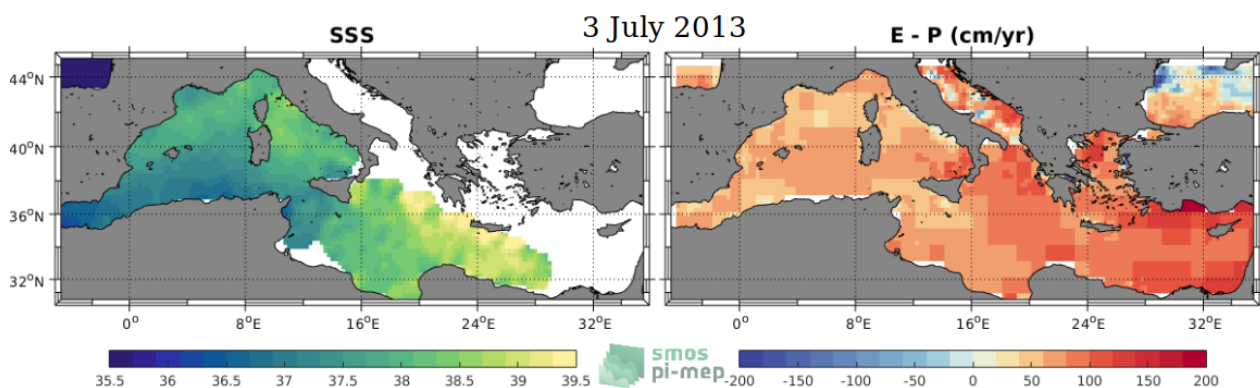 3 July 2013
SSS
E - P (cm/yr)
44°N
40°N
36°N
32°N
0°
8°E
16°E
24°E
32°E
44°N
40°N
36°N
32°N
0°
8°E
16°E
24°E
32°E
35.5 36 36.5 37 37.5 38 38.5 39 39.5
smos
pi-mep
-200 -150 -100 -50 0 50 100 150 200